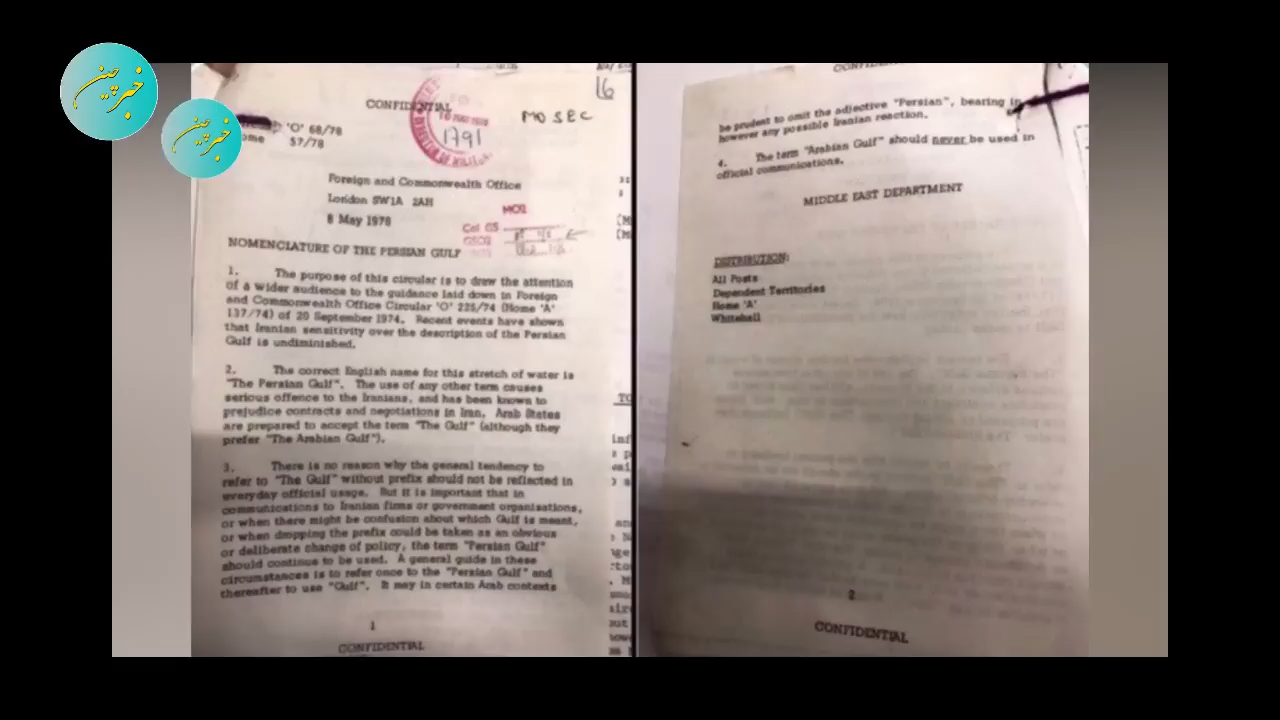 خبرچین
خبرچین
16
CONFIDENTIAL
MO SEC
1791
'O' 68/78
57/78
Foreign and Commonwealth Office
London SW1A 2AH
8 May 1978
MO2
Col GS
GSO2
NOMENCLATURE OF THE PERSIAN GULF
1. The purpose of this circular is to draw the attention
of a wider audience to the guidance laid down in Foreign
and Commonwealth Office Circular 'O' 225/74 (Home 'A'
137/74) of 20 September 1974. Recent events have shown
that Iranian sensitivity over the description of the Persian
Gulf is undiminished.
2. The correct English name for this stretch of water is
"The Persian Gulf". The use of any other term causes
serious offence to the Iranians, and has been known to
prejudice contracts and negotiations in Iran. Arab States
are prepared to accept the term "The Gulf" (although they
prefer "The Arabian Gulf").
3. There is no reason why the general tendency to
refer to "The Gulf" without prefix should not be reflected in
everyday official usage. But it is important that in
communications to Iranian firms or government organisations,
or when there might be confusion about which Gulf is meant,
or when dropping the prefix could be taken as an obvious
or deliberate change of policy, the term "Persian Gulf"
should continue to be used. A general guide in these
circumstances is to refer once to the "Persian Gulf" and
thereafter to use "Gulf". It may in certain Arab contexts
1
CONFIDENTIAL
be prudent to omit the adjective "Persian", bearing in
however any possible Iranian reaction.
4. The term "Arabian Gulf" should never be used in
official communications.
MIDDLE EAST DEPARTMENT
DISTRIBUTION:
All Posts
Dependent Territories
Home 'A'
Whitehall
2
CONFIDENTIAL